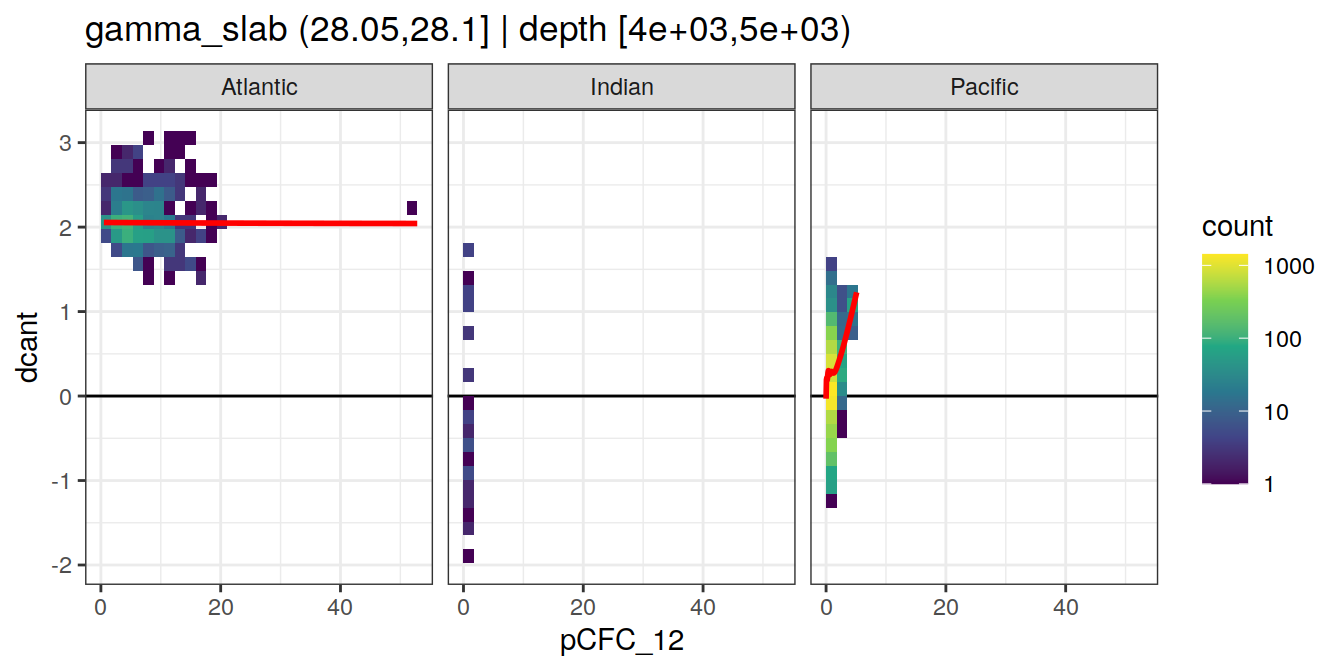 gamma_slab (28.05,28.1] | depth [4e+03,5e+03)
Atlantic Indian Pacific
dcant
3
2
1
0
-1
-2
0 20 40 0 20 40 0 20 40
pCFC_12
count
1000
100
10
1